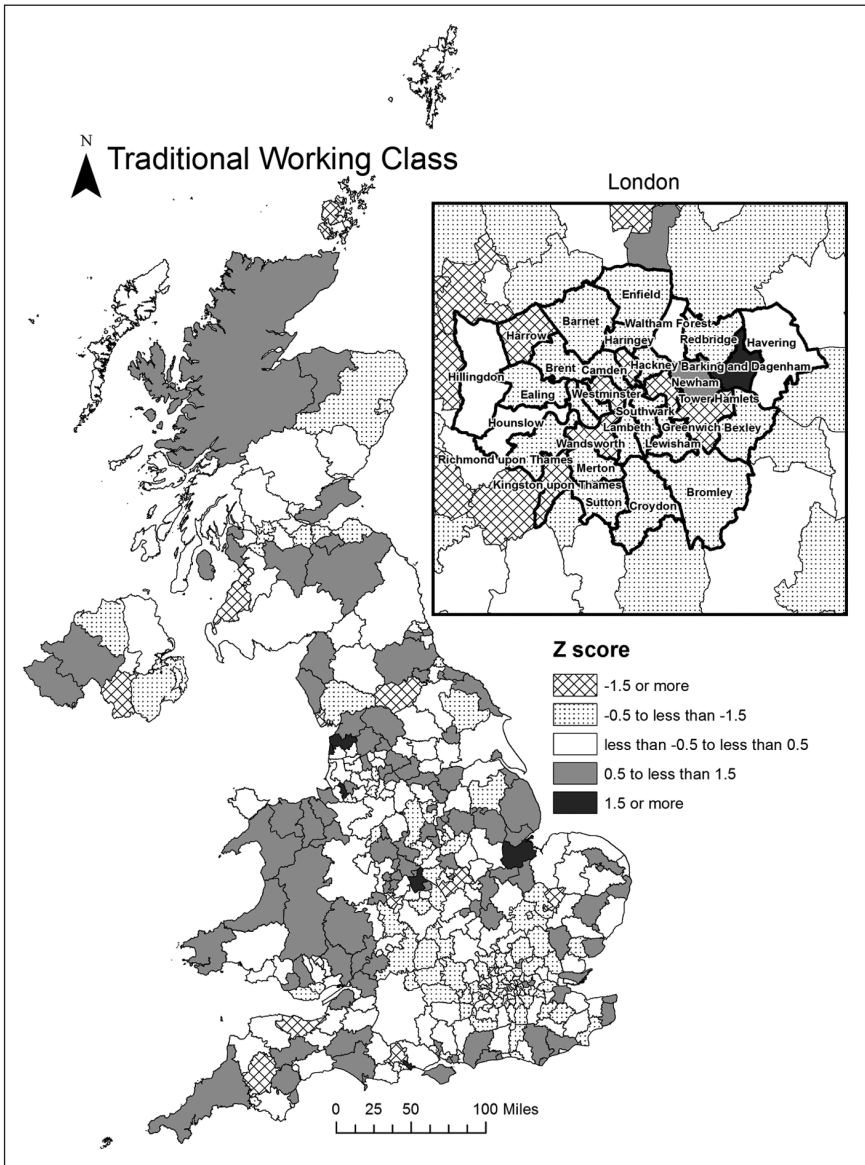 N
Traditional Working Class
London
Enfield
Barnet
Waltham Forest
Harrow
Haringey
Redbridge
Havering
Brent
Camden
Hackney
Barking and Dagenham
Hillingdon
Newham
Ealing
Westminster
Tower Hamlets
Southwark
Hounslow
Lambeth
Greenwich
Bexley
Wandsworth
Lewisham
Richmond upon Thames
Merton
Kingston upon Thames
Sutton
Croydon
Bromley
Z score
-1.5 or more
-0.5 to less than -1.5
less than -0.5 to less than 0.5
0.5 to less than 1.5
1.5 or more
0 25 50 100 Miles